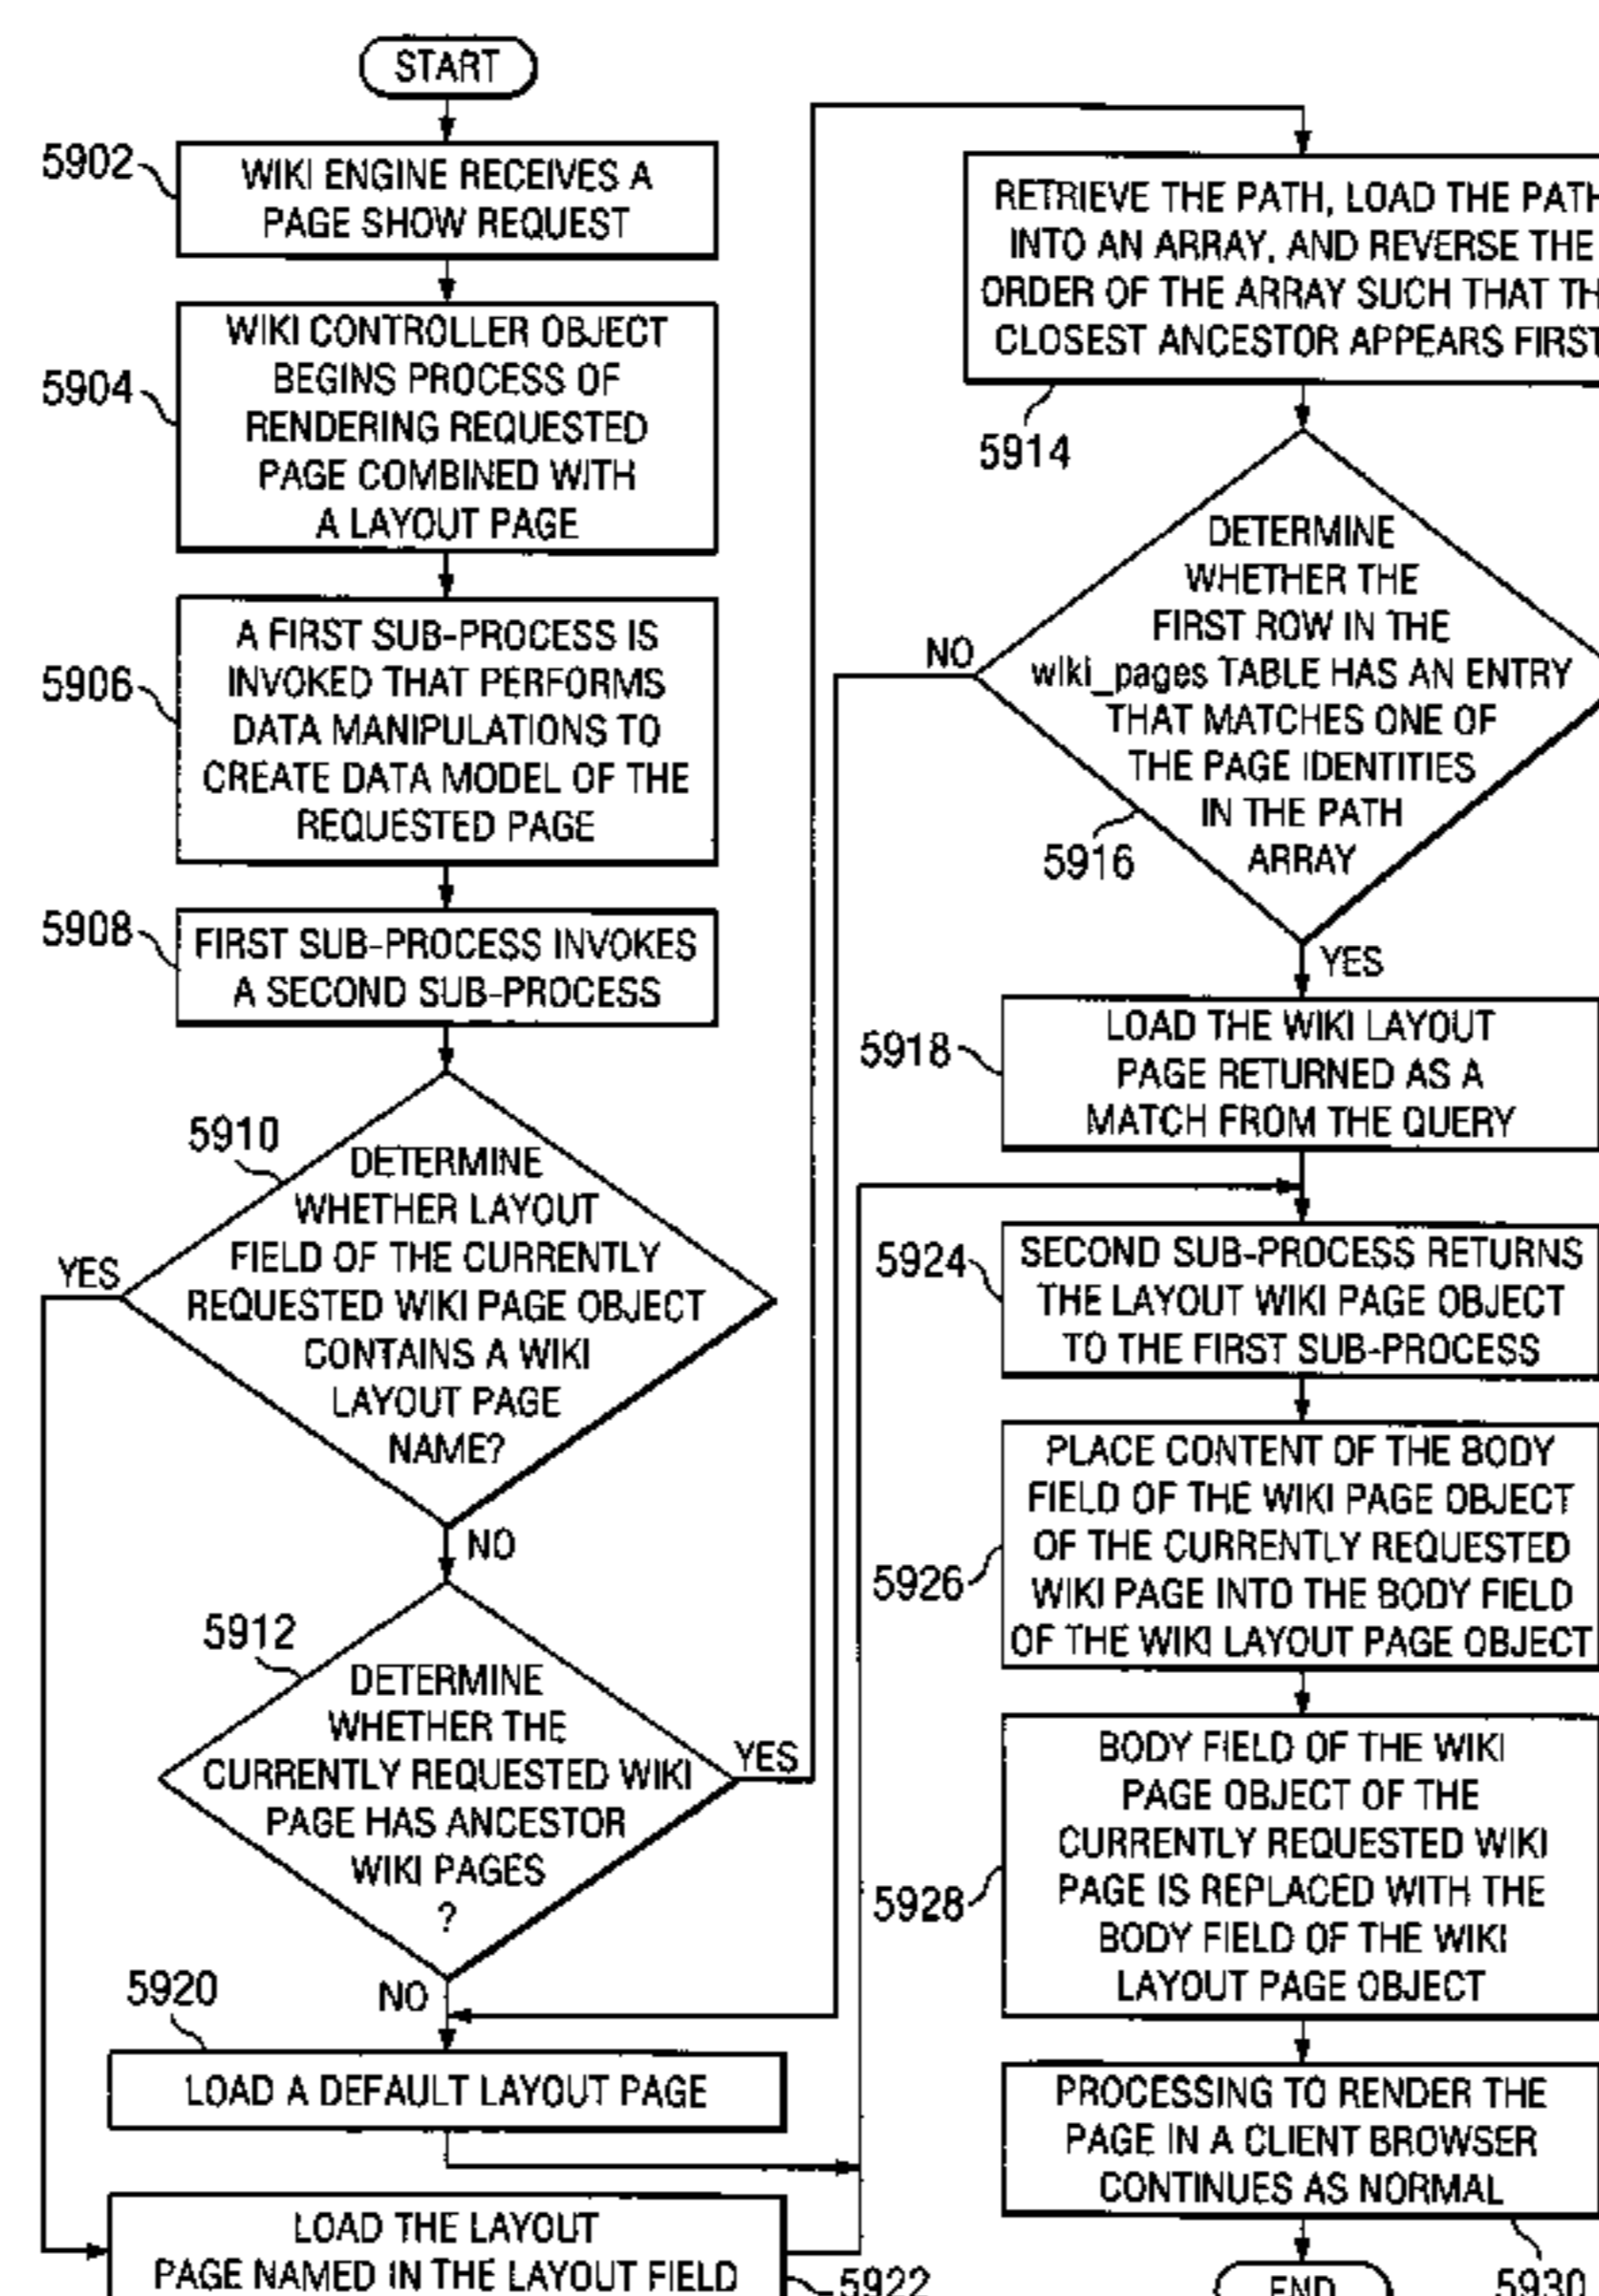 START
5902
WIKI ENGINE RECEIVES A
PAGE SHOW REQUEST
5904
WIKI CONTROLLER OBJECT
BEGINS PROCESS OF
RENDERING REQUESTED
PAGE COMBINED WITH
A LAYOUT PAGE
5906
A FIRST SUB-PROCESS IS
INVOKED THAT PERFORMS
DATA MANIPULATIONS TO
CREATE DATA MODEL OF THE
REQUESTED PAGE
5908
FIRST SUB-PROCESS INVOKES
A SECOND SUB-PROCESS
5910
DETERMINE
WHETHER LAYOUT
FIELD OF THE CURRENTLY
REQUESTED WIKI PAGE OBJECT
CONTAINS A WIKI
LAYOUT PAGE
NAME?
YES
NO
5912
DETERMINE
WHETHER THE
CURRENTLY REQUESTED WIKI
PAGE HAS ANCESTOR
WIKI PAGES
?
YES
NO
5920
LOAD A DEFAULT LAYOUT PAGE
LOAD THE LAYOUT
PAGE NAMED IN THE LAYOUT FIELD
5922
RETRIEVE THE PATH, LOAD THE PATH
INTO AN ARRAY, AND REVERSE THE
ORDER OF THE ARRAY SUCH THAT TH
CLOSEST ANCESTOR APPEARS FIRST
5914
DETERMINE
WHETHER THE
FIRST ROW IN THE
wiki_pages TABLE HAS AN ENTRY
THAT MATCHES ONE OF
THE PAGE IDENTITIES
IN THE PATH
ARRAY
NO
5916
YES
5918
LOAD THE WIKI LAYOUT
PAGE RETURNED AS A
MATCH FROM THE QUERY
5924
SECOND SUB-PROCESS RETURNS
THE LAYOUT WIKI PAGE OBJECT
TO THE FIRST SUB-PROCESS
5926
PLACE CONTENT OF THE BODY
FIELD OF THE WIKI PAGE OBJECT
OF THE CURRENTLY REQUESTED
WIKI PAGE INTO THE BODY FIELD
OF THE WIKI LAYOUT PAGE OBJECT
5928
BODY FIELD OF THE WIKI
PAGE OBJECT OF THE
CURRENTLY REQUESTED WIKI
PAGE IS REPLACED WITH THE
BODY FIELD OF THE WIKI
LAYOUT PAGE OBJECT
PROCESSING TO RENDER THE
PAGE IN A CLIENT BROWSER
CONTINUES AS NORMAL
5930
END